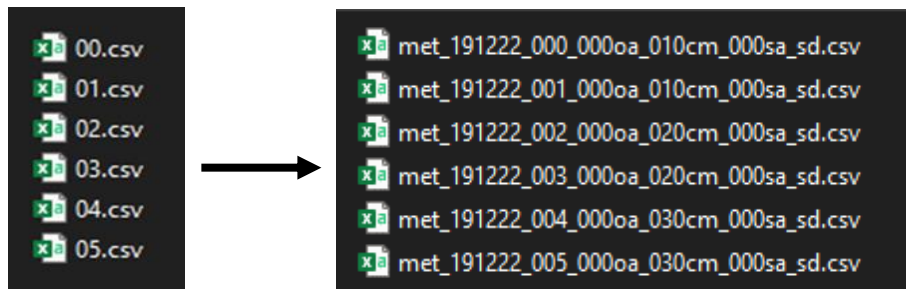 00.csv
01.csv
02.csv
03.csv
04.csv
05.csv
met_191222_000_000oa_010cm_000sa_sd.csv
met_191222_001_000oa_010cm_000sa_sd.csv
met_191222_002_000oa_020cm_000sa_sd.csv
met_191222_003_000oa_020cm_000sa_sd.csv
met_191222_004_000oa_030cm_000sa_sd.csv
met_191222_005_000oa_030cm_000sa_sd.csv